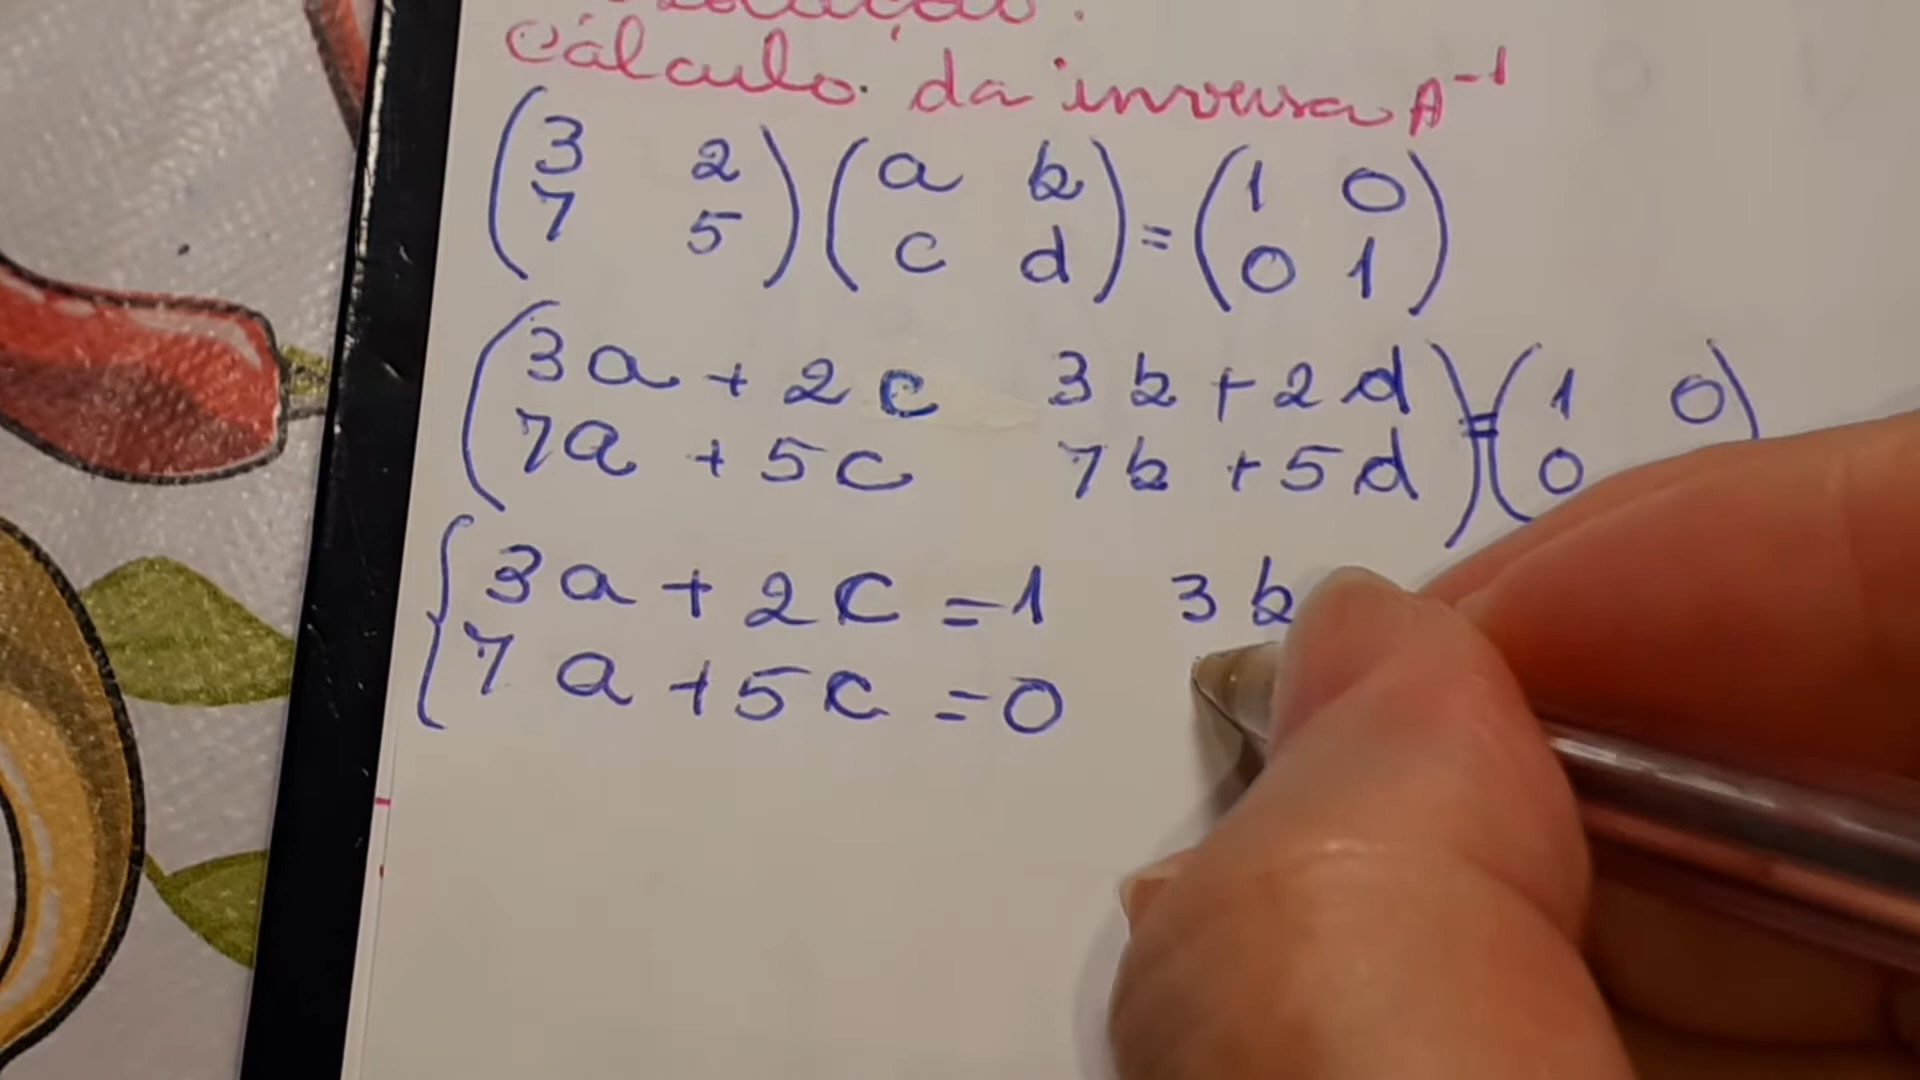 Cálculo da inversa A⁻¹
(3 2) (a b) = (1 0)
(7 5) (c d) (0 1)
(3a + 2c 3b + 2d) = (1 0)
(7a + 5c 7b + 5d) (0
{3a + 2c = 1 3b
{7a + 5c = 0